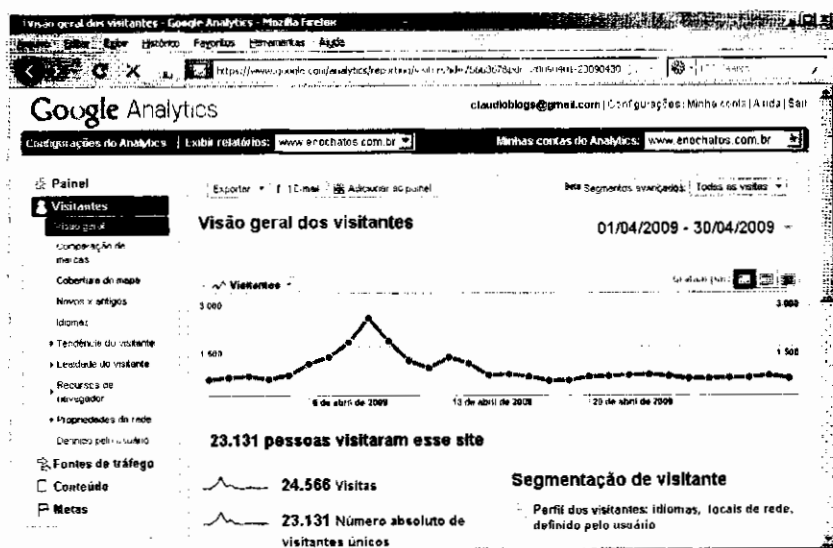 Visão geral dos visitantes - Google Analytics - Mozilla Firefox
Exibir Histórico Favoritos Ferramentas Ajuda
Google Analytics
claudioblogs@gmail.com | Configurações | Minha conta | Ajuda | Sair
Configurações do Analytics | Exibir relatórios: www.enochatos.com.br
Minhas contas do Analytics: www.enochatos.com.br
Painel
Exportar E-mail Adicionar ao painel
Beta Segmentos avançados: Todas as visitas
Visitantes
Visão geral
Visão geral dos visitantes
01/04/2009 - 30/04/2009
Comparação de marcas
Cobertura do mapa
Visitantes
Novos x antigos
3.000
3.000
Idiomas
Tendência do visitante
1.500
1 500
Lealdade do visitante
Recursos de navegador
6 de abril de 2009
13 de abril de 2009
20 de abril de 2009
Propriedades da rede
Definido pelo usuário
23.131 pessoas visitaram esse site
Fontes de tráfego
Conteúdo
24.566 Visitas
Segmentação de visitante
Metas
23.131 Número absoluto de
visitantes únicos
Perfil dos visitantes: idiomas, locais de rede,
definido pelo usuário